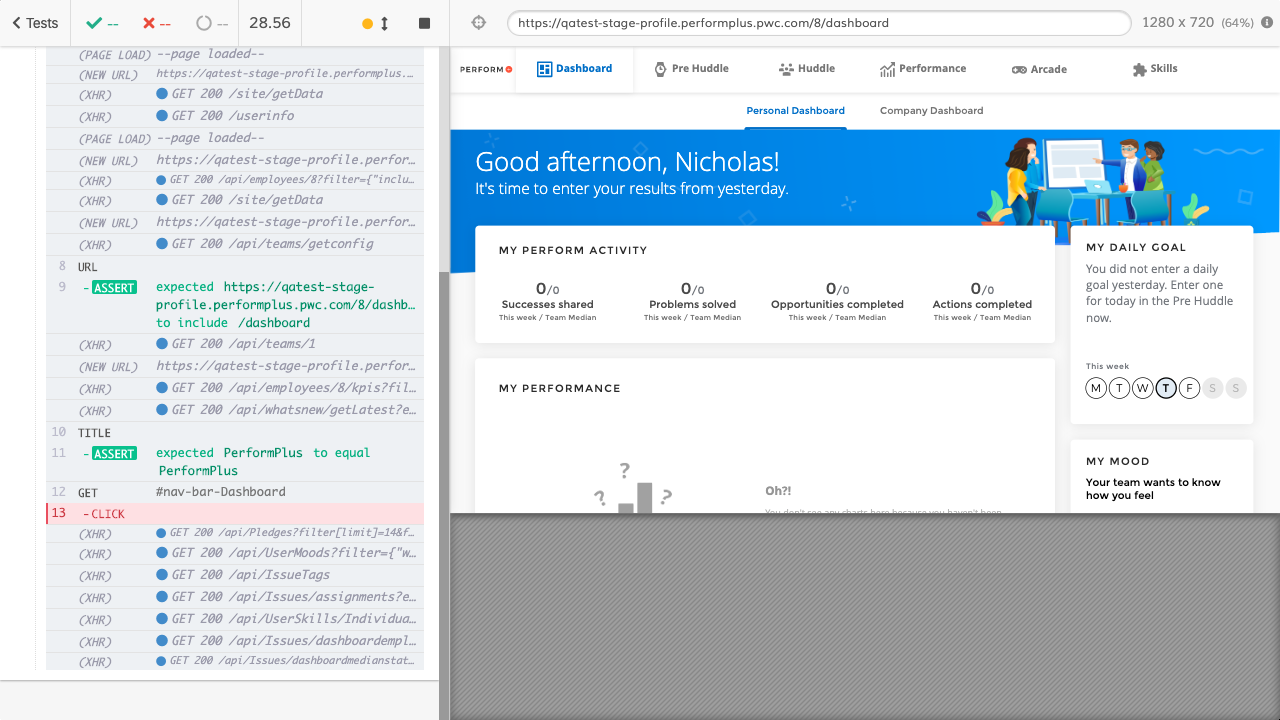 Tests
--
--
--
28.56
https://qatest-stage-profile.performplus.pwc.com/8/dashboard
1280 x 720 (64%)
(PAGE LOAD) --page loaded--
(NEW URL) https://qatest-stage-profile.performplus....
(XHR) GET 200 /site/getData
(XHR) GET 200 /userinfo
(PAGE LOAD) --page loaded--
(NEW URL) https://qatest-stage-profile.perfor...
(XHR) GET 200 /api/employees/8?filter={"inclu...
(XHR) GET 200 /site/getData
(NEW URL) https://qatest-stage-profile.perfor...
(XHR) GET 200 /api/teams/getconfig
8 URL
9 -ASSERT expected https://qatest-stage-
profile.performplus.pwc.com/8/dashb...
to include /dashboard
(XHR) GET 200 /api/teams/1
(NEW URL) https://qatest-stage-profile.perfor...
(XHR) GET 200 /api/employees/8/kpis?fil...
(XHR) GET 200 /api/whatsnew/getLatest?e...
10 TITLE
11 -ASSERT expected PerformPlus to equal
PerformPlus
12 GET #nav-bar-Dashboard
13 -CLICK
(XHR) GET 200 /api/Pledges?filter[limit]=14&f...
(XHR) GET 200 /api/UserMoods?filter={"w...
(XHR) GET 200 /api/IssueTags
(XHR) GET 200 /api/Issues/assignments?e...
(XHR) GET 200 /api/UserSkills/Individua...
(XHR) GET 200 /api/Issues/dashboardempl...
(XHR) GET 200 /api/Issues/dashboardmedianstat...
PERFORM
Dashboard
Pre Huddle
Huddle
Performance
Arcade
Skills
Personal Dashboard
Company Dashboard
Good afternoon, Nicholas!
It's time to enter your results from yesterday.
MY PERFORM ACTIVITY
0/0 0/0 0/0 0/0
Successes shared Problems solved Opportunities completed Actions completed
This week / Team Median This week / Team Median This week / Team Median This week / Team Median
MY DAILY GOAL
You did not enter a daily
goal yesterday. Enter one
for today in the Pre Huddle
now.
This week
M T W T F S S
MY PERFORMANCE
? ? ?
Oh?!
You don't see any charts here because you haven't been
MY MOOD
Your team wants to know
how you feel